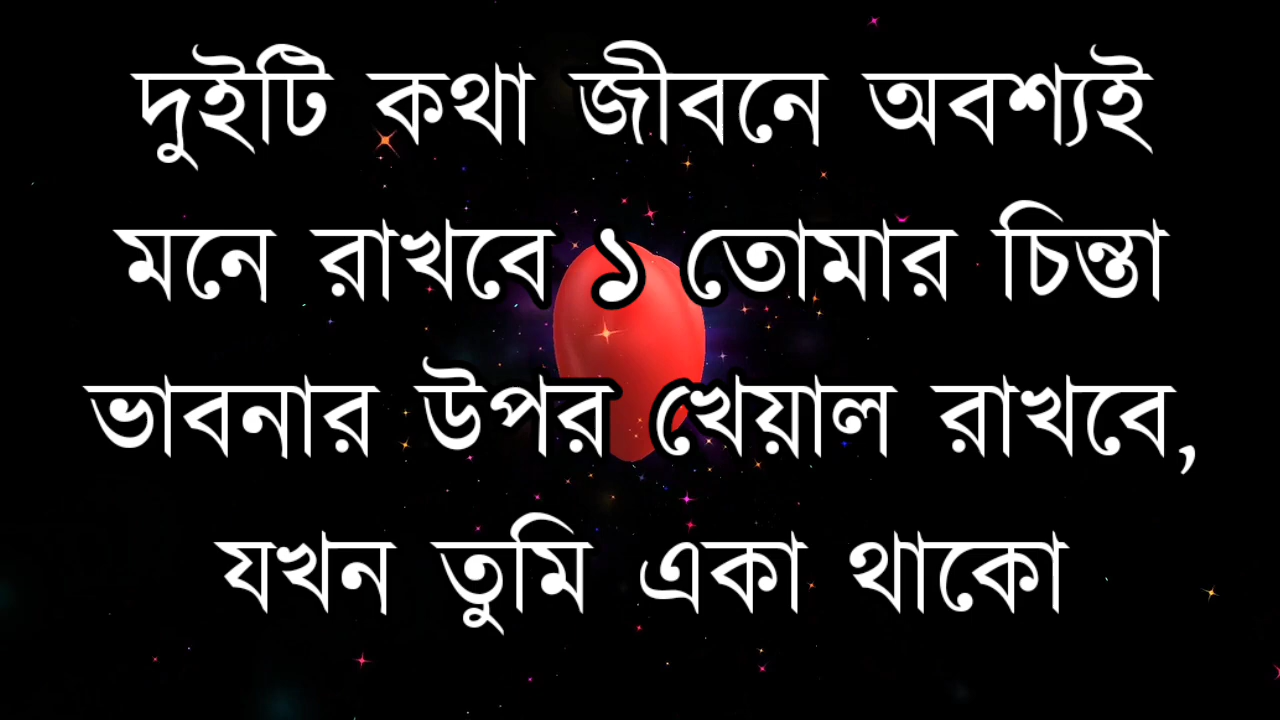 দুইটি কথা জীবনে অবশ্যই
মনে রাখবে ১ তোমার চিন্তা
ভাবনার উপর খেয়াল রাখবে,
যখন তুমি একা থাকো